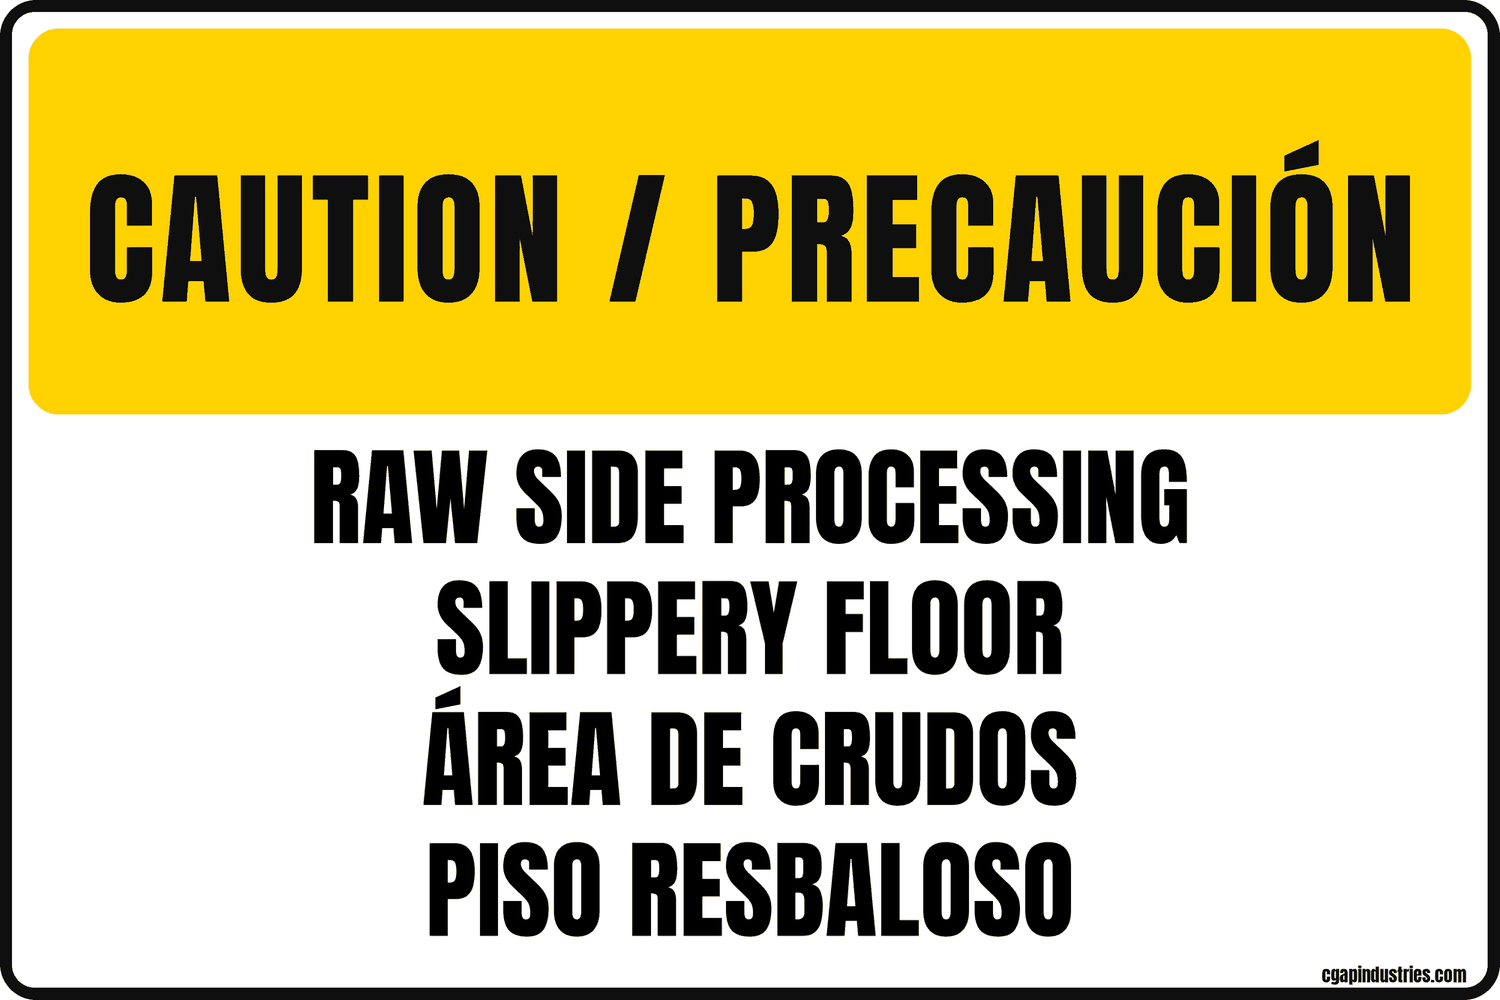 CAUTION / PRECAUCIÓN
RAW SIDE PROCESSING
SLIPPERY FLOOR
ÁREA DE CRUDOS
PISO RESBALOSO
cgapindustries.com